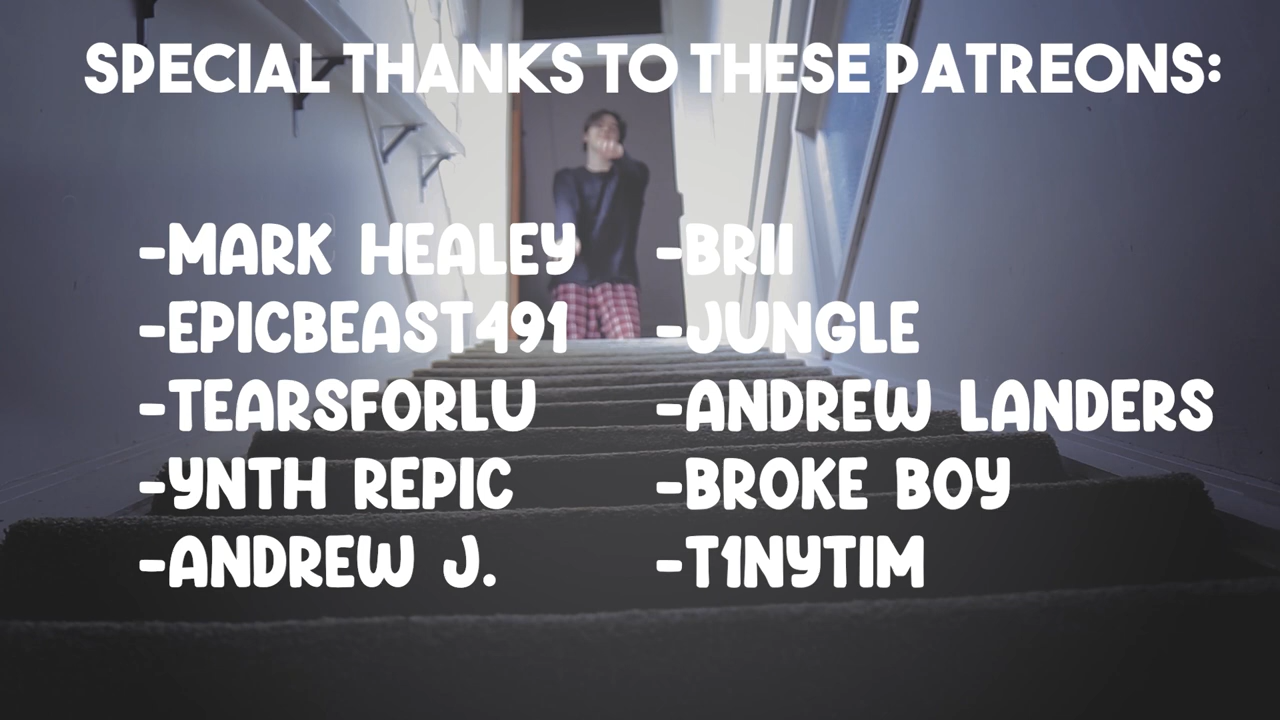 SPECIAL THANKS TO THESE PATREONS:
-MARK HEALEY
-EPICBEAST491
-TEARSFORLU
-YNTH REPIC
-ANDREW J.
-BRII
-JUNGLE
-ANDREW LANDERS
-BROKE BOY
-T1NYTIM